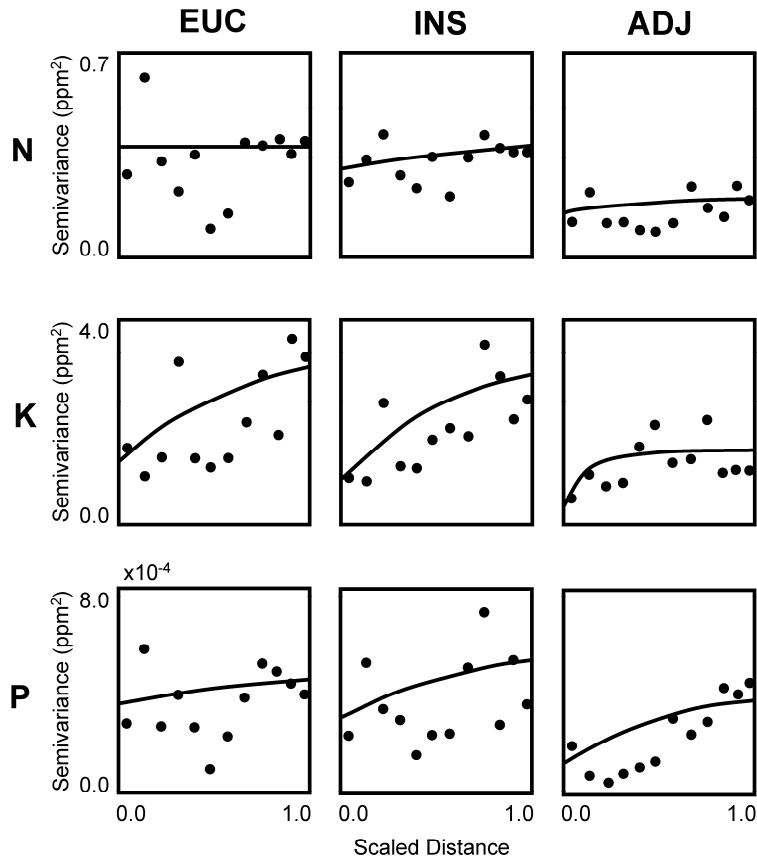 EUC INS ADJ
N
Semivariance (ppm²)
0.7
0.0
K
Semivariance (ppm²)
4.0
0.0
P
Semivariance (ppm²)
x10⁻⁴
8.0
0.0
0.0 1.0 0.0 1.0 0.0 1.0
Scaled Distance